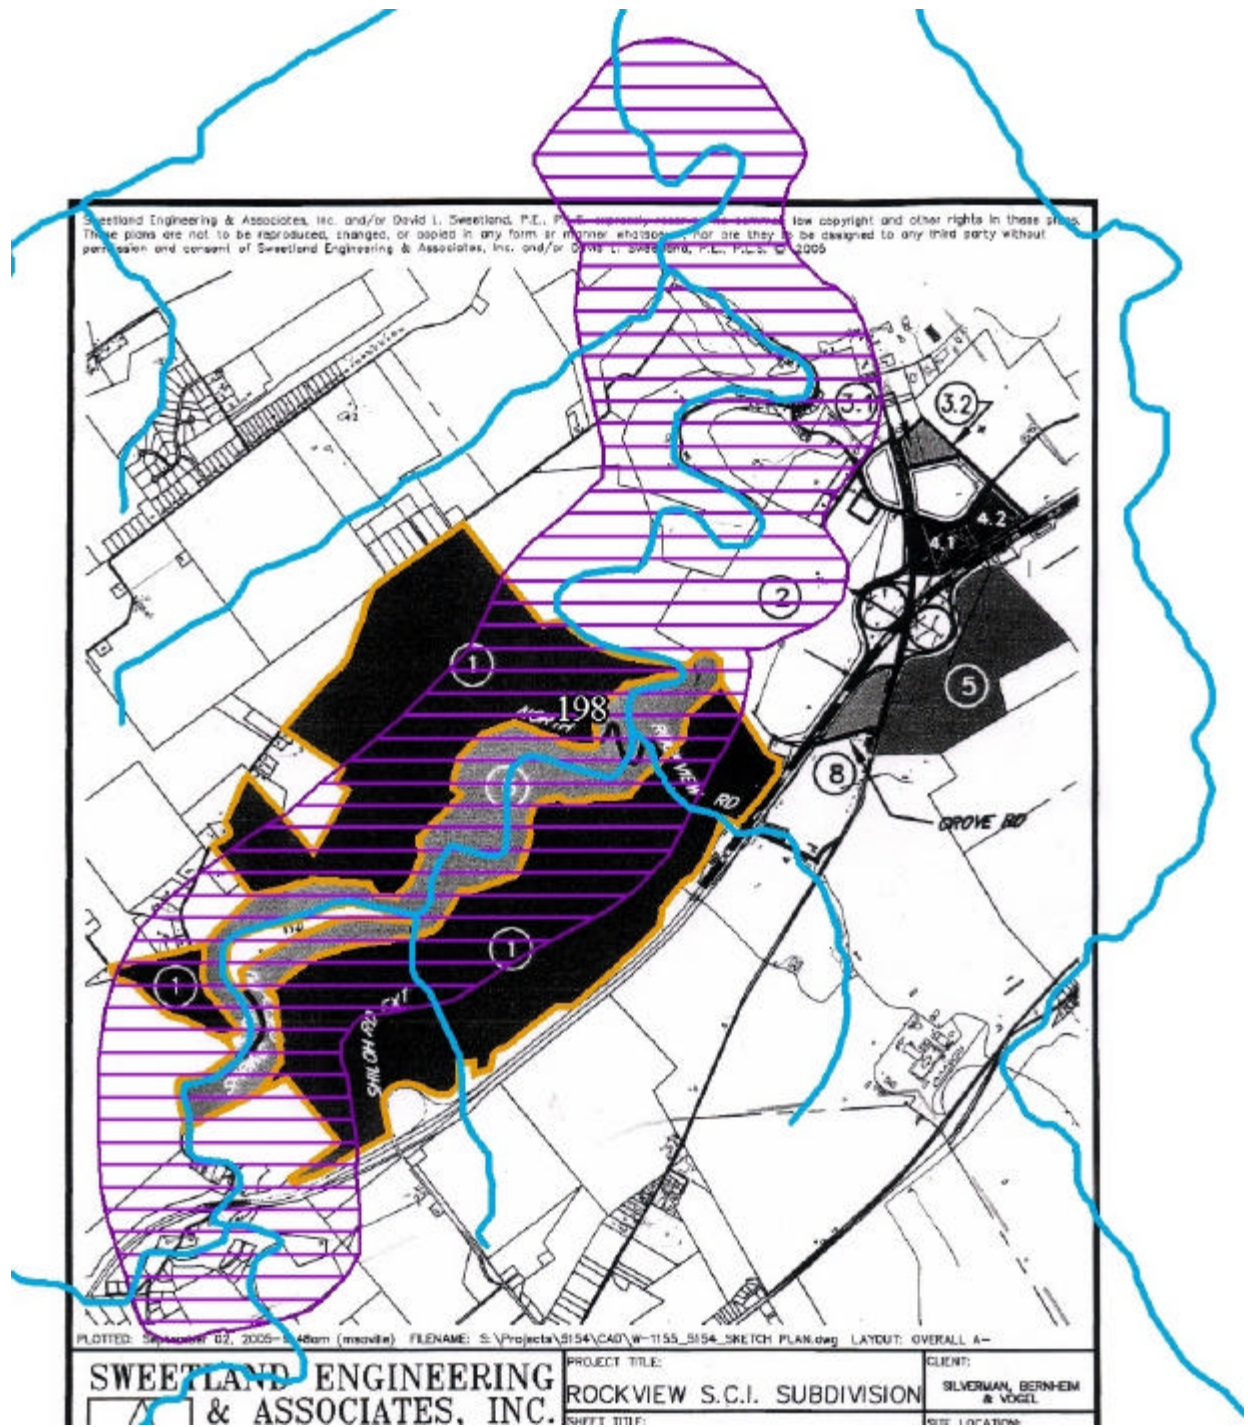 Sweetland Engineering & Associates, Inc. and/or David L. Sweetland, P.E., P.L.S. expressly reserve its common law copyright and other rights in these plans.
These plans are not to be reproduced, changed, or copied in any form or manner whatsoever, nor are they to be assigned to any third party without
permission and consent of Sweetland Engineering & Associates, Inc. and/or David L. Sweetland, P.E., P.L.S. © 2005
3.1
3.2
4.2
4.1
2
1
5
198
NORTH
VIEW RD
8
GROVE RD
1
1
SHILOH RD EXT
PLOTTED: September 02, 2005- 48am FILENAME: S:\Projects\5154\CAD\W-1155_5154_SKETCH PLAN.dwg LAYOUT: OVERALL A-
SWEETLAND ENGINEERING
& ASSOCIATES, INC.
PROJECT TITLE:
ROCKVIEW S.C.I. SUBDIVISION
SHEET TITLE:
CLIENT:
SILVERMAN, BERNHEIM
& VOGEL
SITE LOCATION: